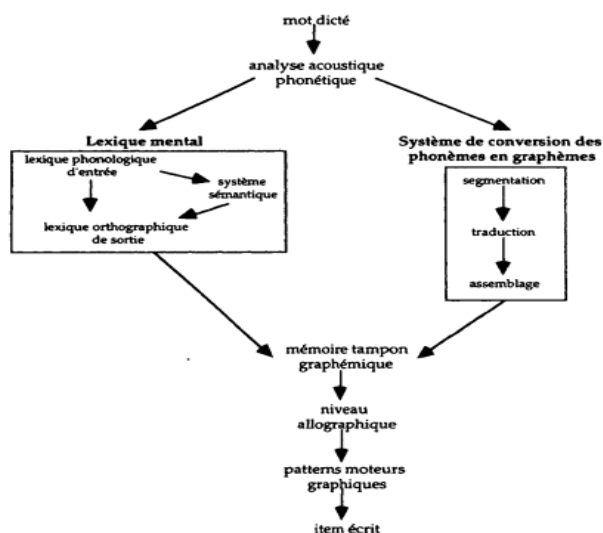 mot dicté
analyse acoustique
phonétique
Lexique mental
lexique phonologique
d'entrée
système
sémantique
lexique orthographique
de sortie
Système de conversion des
phonèmes en graphèmes
segmentation
traduction
assemblage
mémoire tampon
graphémique
niveau
allographique
patterns moteurs
graphiques
item écrit